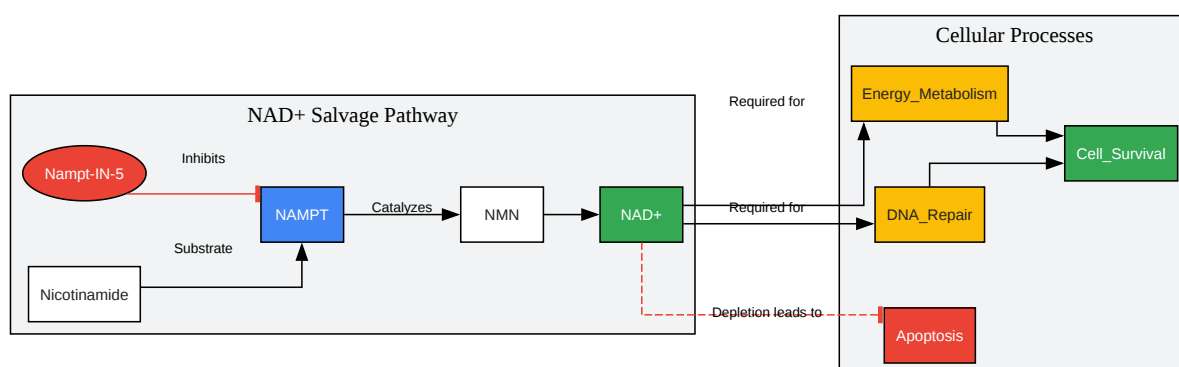 Cellular Processes
Required for
Energy_Metabolism
NAD+ Salvage Pathway
Inhibits
Cell_Survival
Nampt-IN-5
NAMPT
Catalyzes
NMN
NAD+
Required for
DNA_Repair
Substrate
Nicotinamide
Depletion leads to
Apoptosis